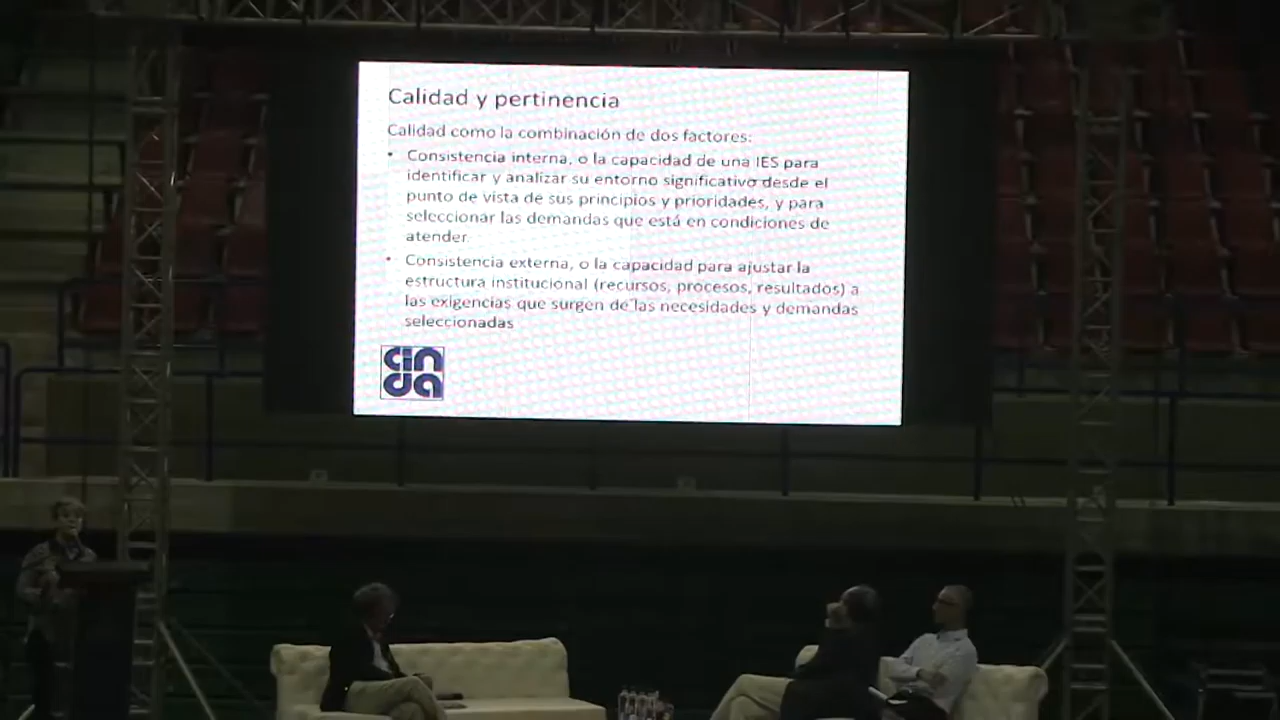 Calidad y pertinencia
Calidad como la combinación de dos factores:
• Consistencia interna, o la capacidad de una IES para
identificar y analizar su entorno significativo desde el
punto de vista de sus principios y prioridades, y para
seleccionar las demandas que está en condiciones de
atender.
• Consistencia externa, o la capacidad para ajustar la
estructura institucional (recursos, procesos, resultados) a
las exigencias que surgen de las necesidades y demandas
seleccionadas
cin
da